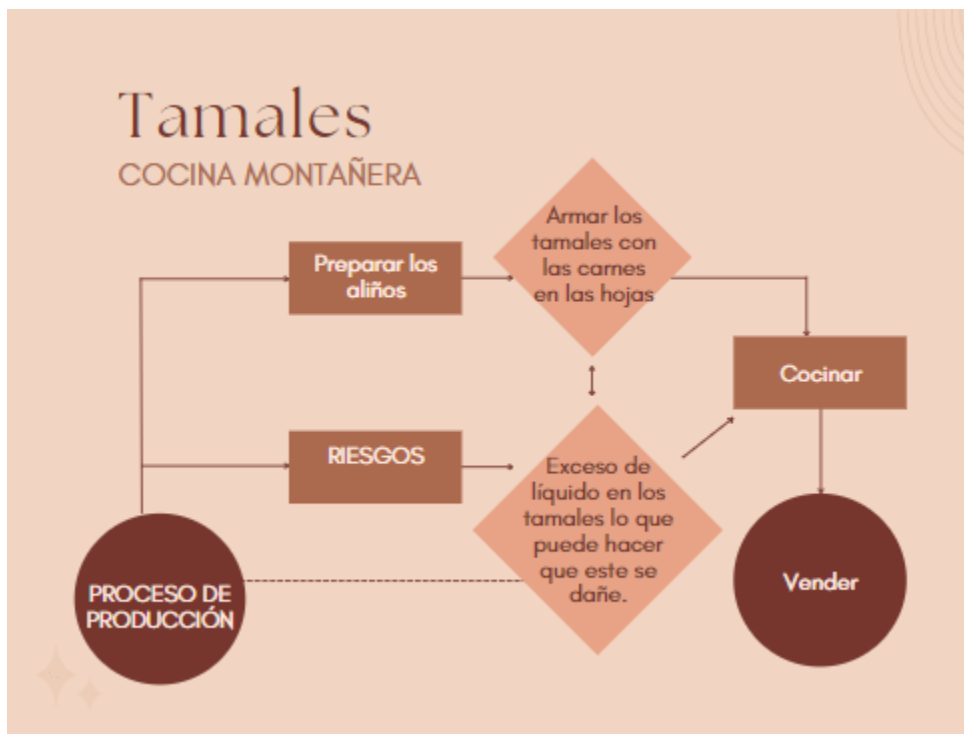 Tamales
COCINA MONTAÑERA
Preparar los
aliños
Armar los
tamales con
las carnes
en las hojas
Cocinar
RIESGOS
Exceso de
líquido en los
tamales lo que
puede hacer
que este se
dañe.
PROCESO DE
PRODUCCIÓN
Vender